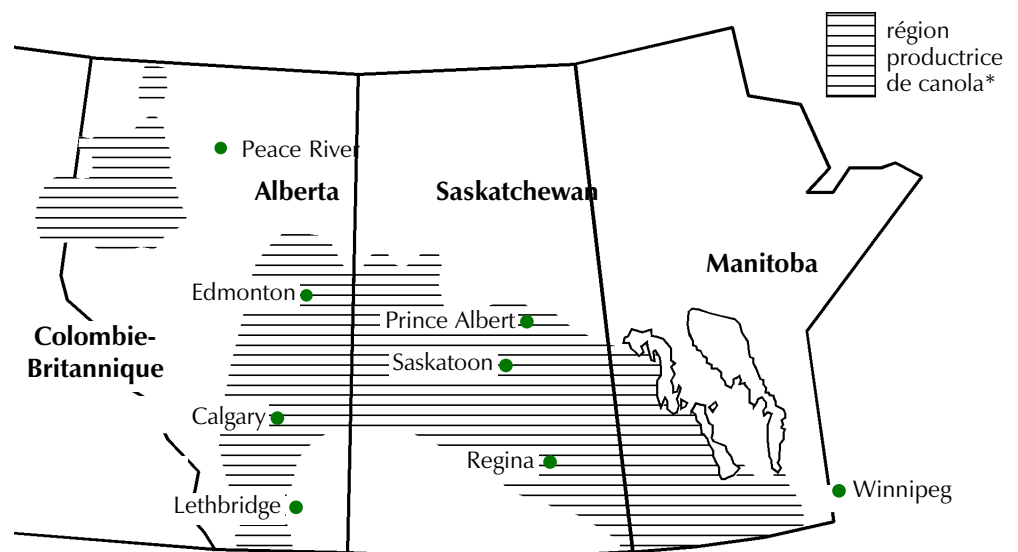 région
productrice
de canola*
Peace River
Alberta
Saskatchewan
Manitoba
Edmonton
Prince Albert
Colombie-
Britannique
Saskatoon
Calgary
Regina
Winnipeg
Lethbridge